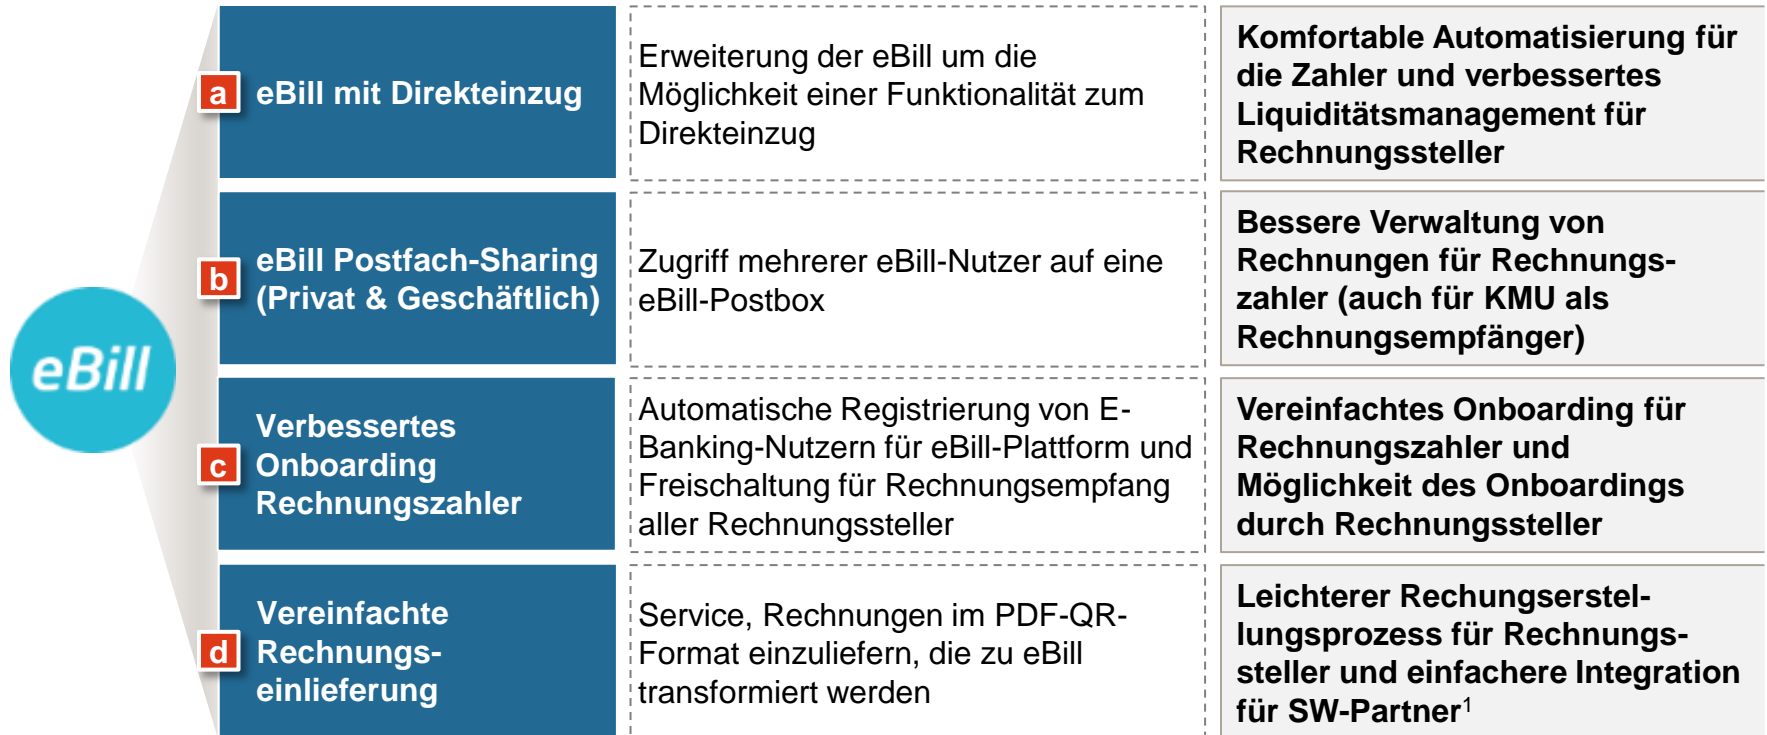 eBill
a
eBill mit Direkteinzug
Erweiterung der eBill um die
Möglichkeit einer Funktionalität zum
Direkteinzug
Komfortable Automatisierung für
die Zahler und verbessertes
Liquiditätsmanagement für
Rechnungssteller
b
eBill Postfach-Sharing
(Privat & Geschäftlich)
Zugriff mehrerer eBill-Nutzer auf eine
eBill-Postbox
Bessere Verwaltung von
Rechnungen für Rechnungs-
zahler (auch für KMU als
Rechnungsempfänger)
c
Verbessertes
Onboarding
Rechnungszahler
Automatische Registrierung von E-
Banking-Nutzern für eBill-Plattform und
Freischaltung für Rechnungsempfang
aller Rechnungssteller
Vereinfachtes Onboarding für
Rechnungszahler und
Möglichkeit des Onboardings
durch Rechnungssteller
d
Vereinfachte
Rechnungs-
einlieferung
Service, Rechnungen im PDF-QR-
Format einzuliefern, die zu eBill
transformiert werden
Leichterer Rechungserstel-
lungsprozess für Rechnungs-
steller und einfachere Integration
für SW-Partner¹